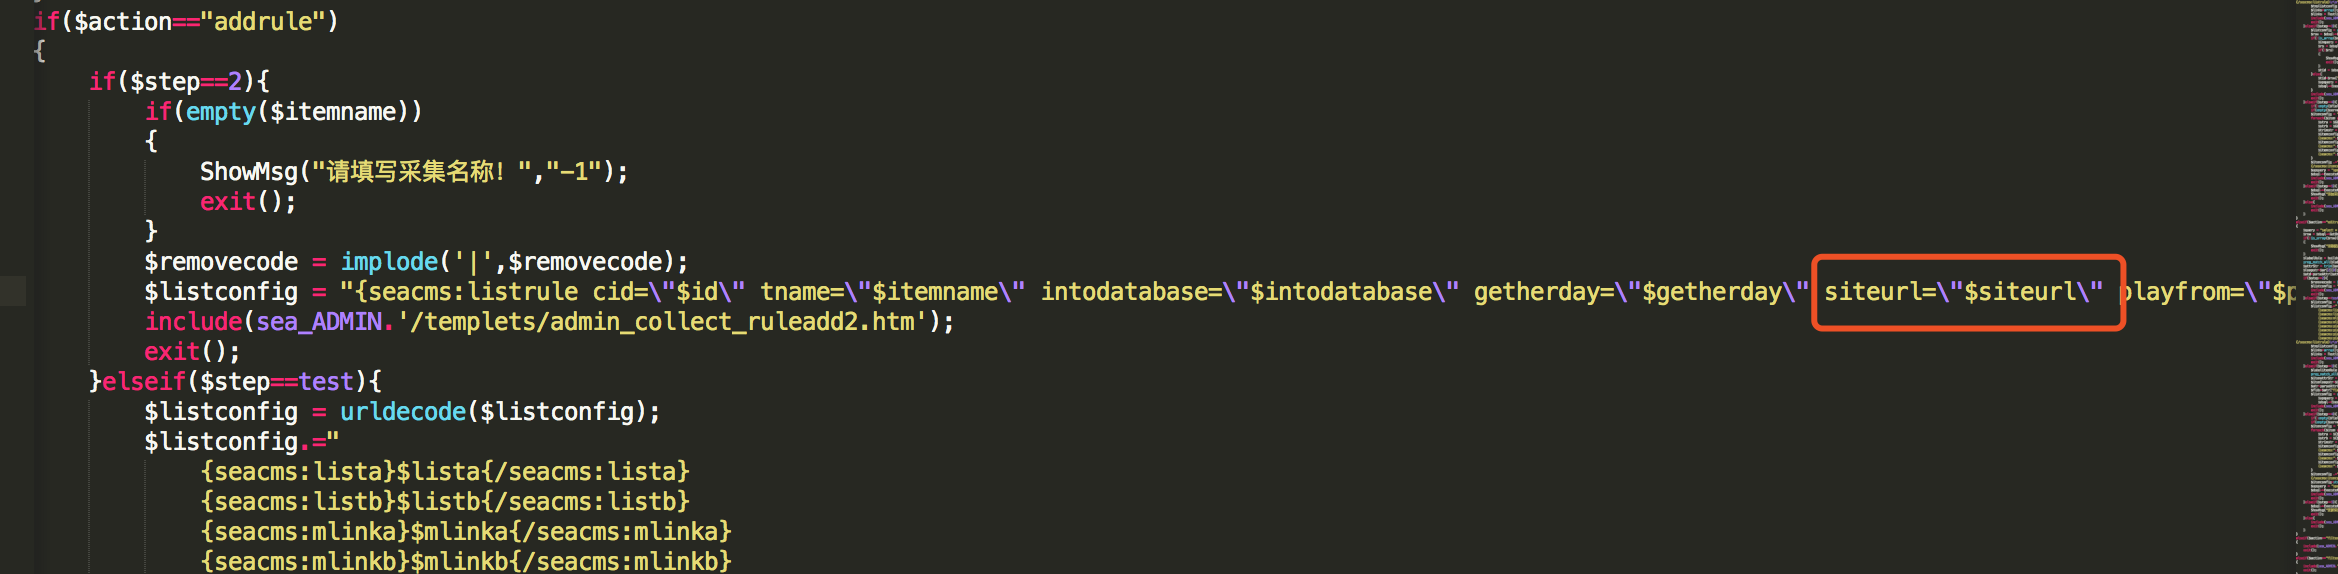 if($action=="addrule")
{
if($step==2){
if(empty($itemname))
{
ShowMsg("请填写采集名称！","-1");
exit();
}
$removecode = implode('|',$removecode);
$listconfig = "{seacms:listrule cid=\"$id\" tname=\"$itemname\" intodatabase=\"$intodatabase\" getherday=\"$getherday\" siteurl=\"$siteurl\" playfrom=\"$p
include(sea_ADMIN.'/templets/admin_collect_ruleadd2.htm');
exit();
}elseif($step==test){
$listconfig = urldecode($listconfig);
$listconfig.="
{seacms:lista}$lista{/seacms:lista}
{seacms:listb}$listb{/seacms:listb}
{seacms:mlinka}$mlinka{/seacms:mlinka}
{seacms:mlinkb}$mlinkb{/seacms:mlinkb}